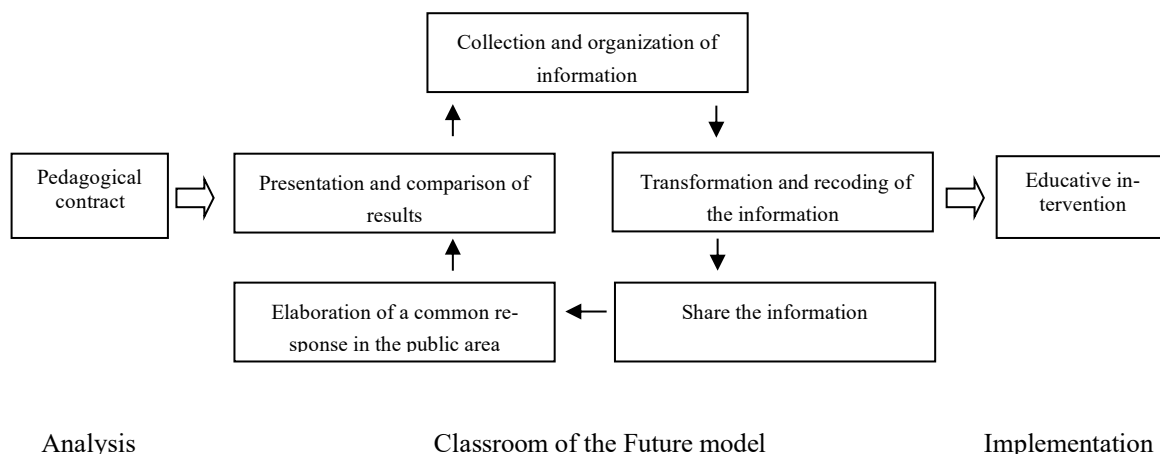 Collection and organization of
information
Pedagogical
contract
Presentation and comparison of
results
Transformation and recoding of
the information
Educative in-
tervention
Elaboration of a common re-
sponse in the public area
Share the information
Analysis
Classroom of the Future model
Implementation